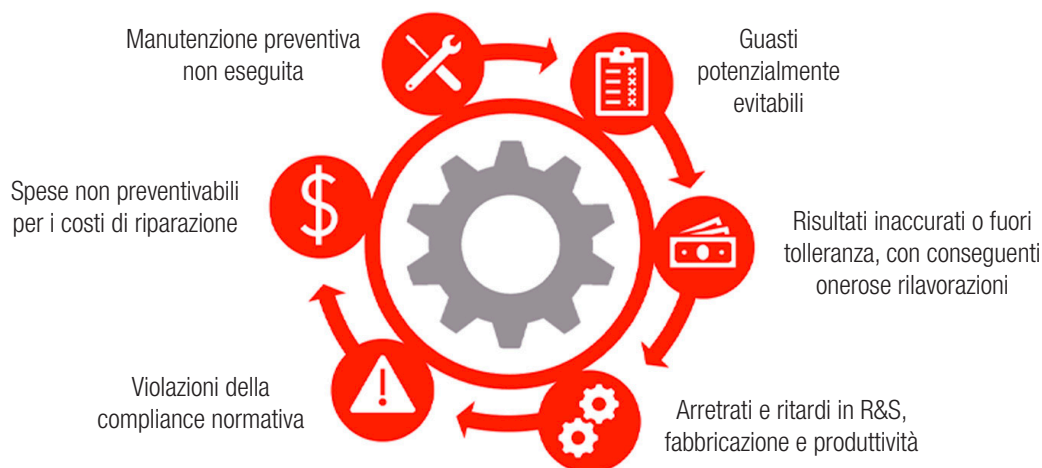 Manutenzione preventiva
non eseguita
Guasti
potenzialmente
evitabili
Risultati inaccurati o fuori
tolleranza, con conseguenti
onerose rilavorazioni
Arretrati e ritardi in R&S,
fabbricazione e produttività
Violazioni della
compliance normativa
Spese non preventivabili
per i costi di riparazione